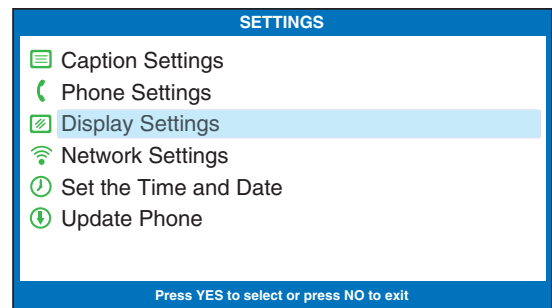 SETTINGS
Caption Settings
Phone Settings
Display Settings
Network Settings
Set the Time and Date
Update Phone
Press YES to select or press NO to exit